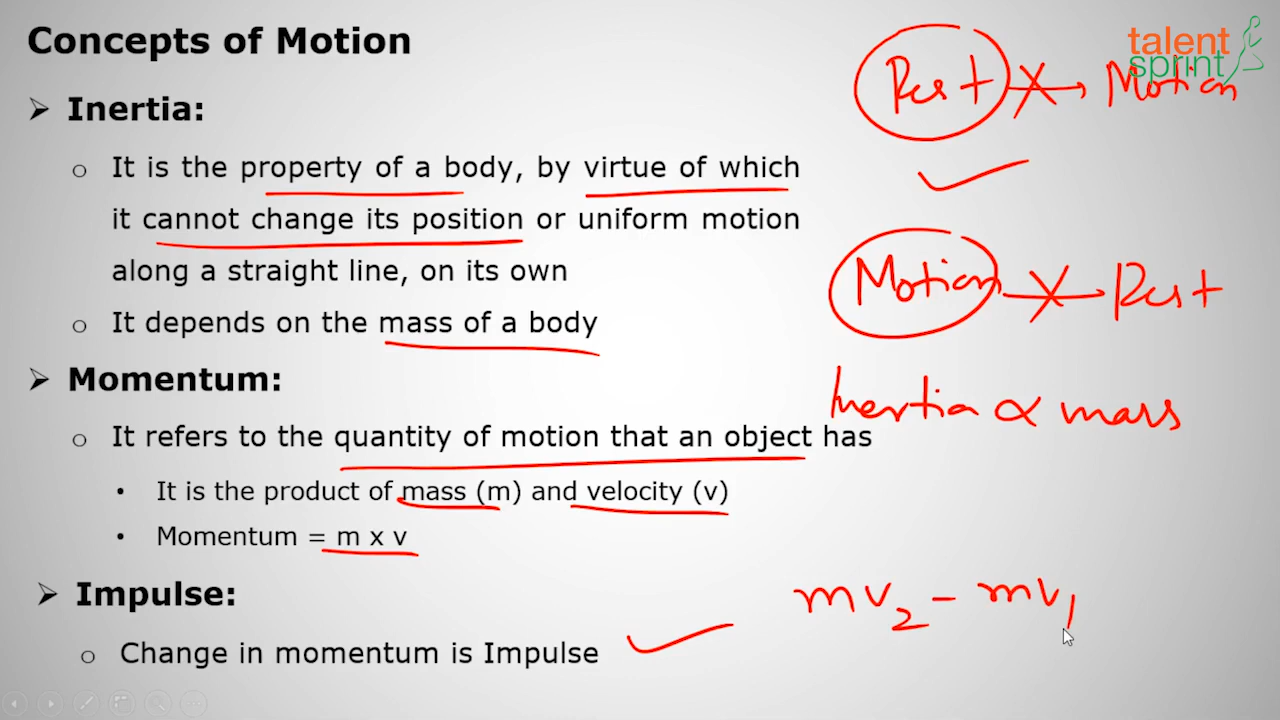 Concepts of Motion
talent
sprint
Rest → Motion
➢ Inertia:
o It is the property of a body, by virtue of which
it cannot change its position or uniform motion
along a straight line, on its own
Motion → Rest
o It depends on the mass of a body
➢ Momentum:
Inertia ∝ mass
o It refers to the quantity of motion that an object has
• It is the product of mass (m) and velocity (v)
• Momentum = m x v
➢ Impulse:
mv₂ - mv₁
o Change in momentum is Impulse